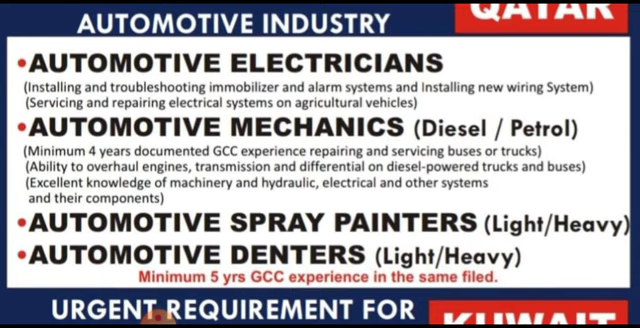 QATAR
AUTOMOTIVE INDUSTRY
•AUTOMOTIVE ELECTRICIANS
(Installing and troubleshooting immobilizer and alarm systems and Installing new wiring System)
(Servicing and repairing electrical systems on agricultural vehicles)
•AUTOMOTIVE MECHANICS (Diesel / Petrol)
(Minimum 4 years documented GCC experience repairing and servicing buses or trucks)
(Ability to overhaul engines, transmission and differential on diesel-powered trucks and buses)
(Excellent knowledge of machinery and hydraulic, electrical and other systems
and their components)
•AUTOMOTIVE SPRAY PAINTERS (Light/Heavy)
•AUTOMOTIVE DENTERS (Light/Heavy)
Minimum 5 yrs GCC experience in the same filed.
URGENT REQUIREMENT FOR
KUWAIT